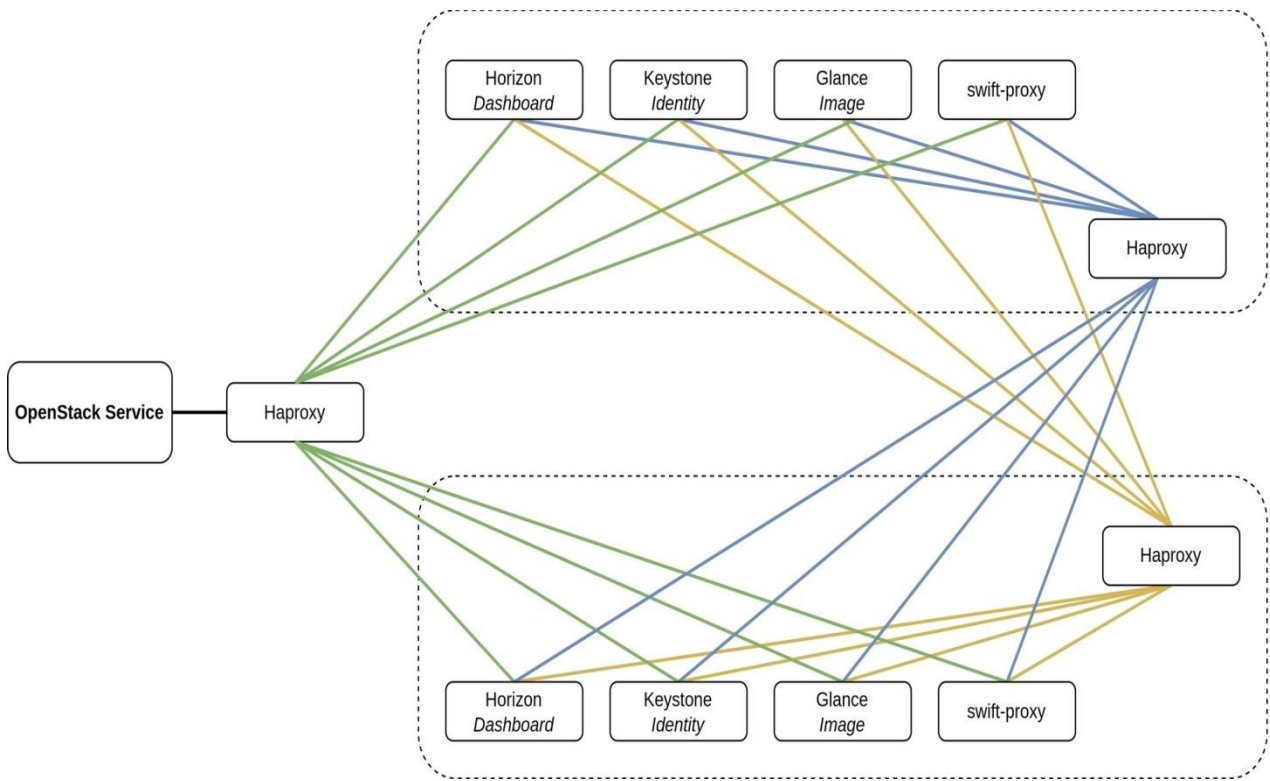 Horizon
Dashboard
Keystone
Identity
Glance
Image
swift-proxy
Haproxy
OpenStack Service
Haproxy
Haproxy
Horizon
Dashboard
Keystone
Identity
Glance
Image
swift-proxy